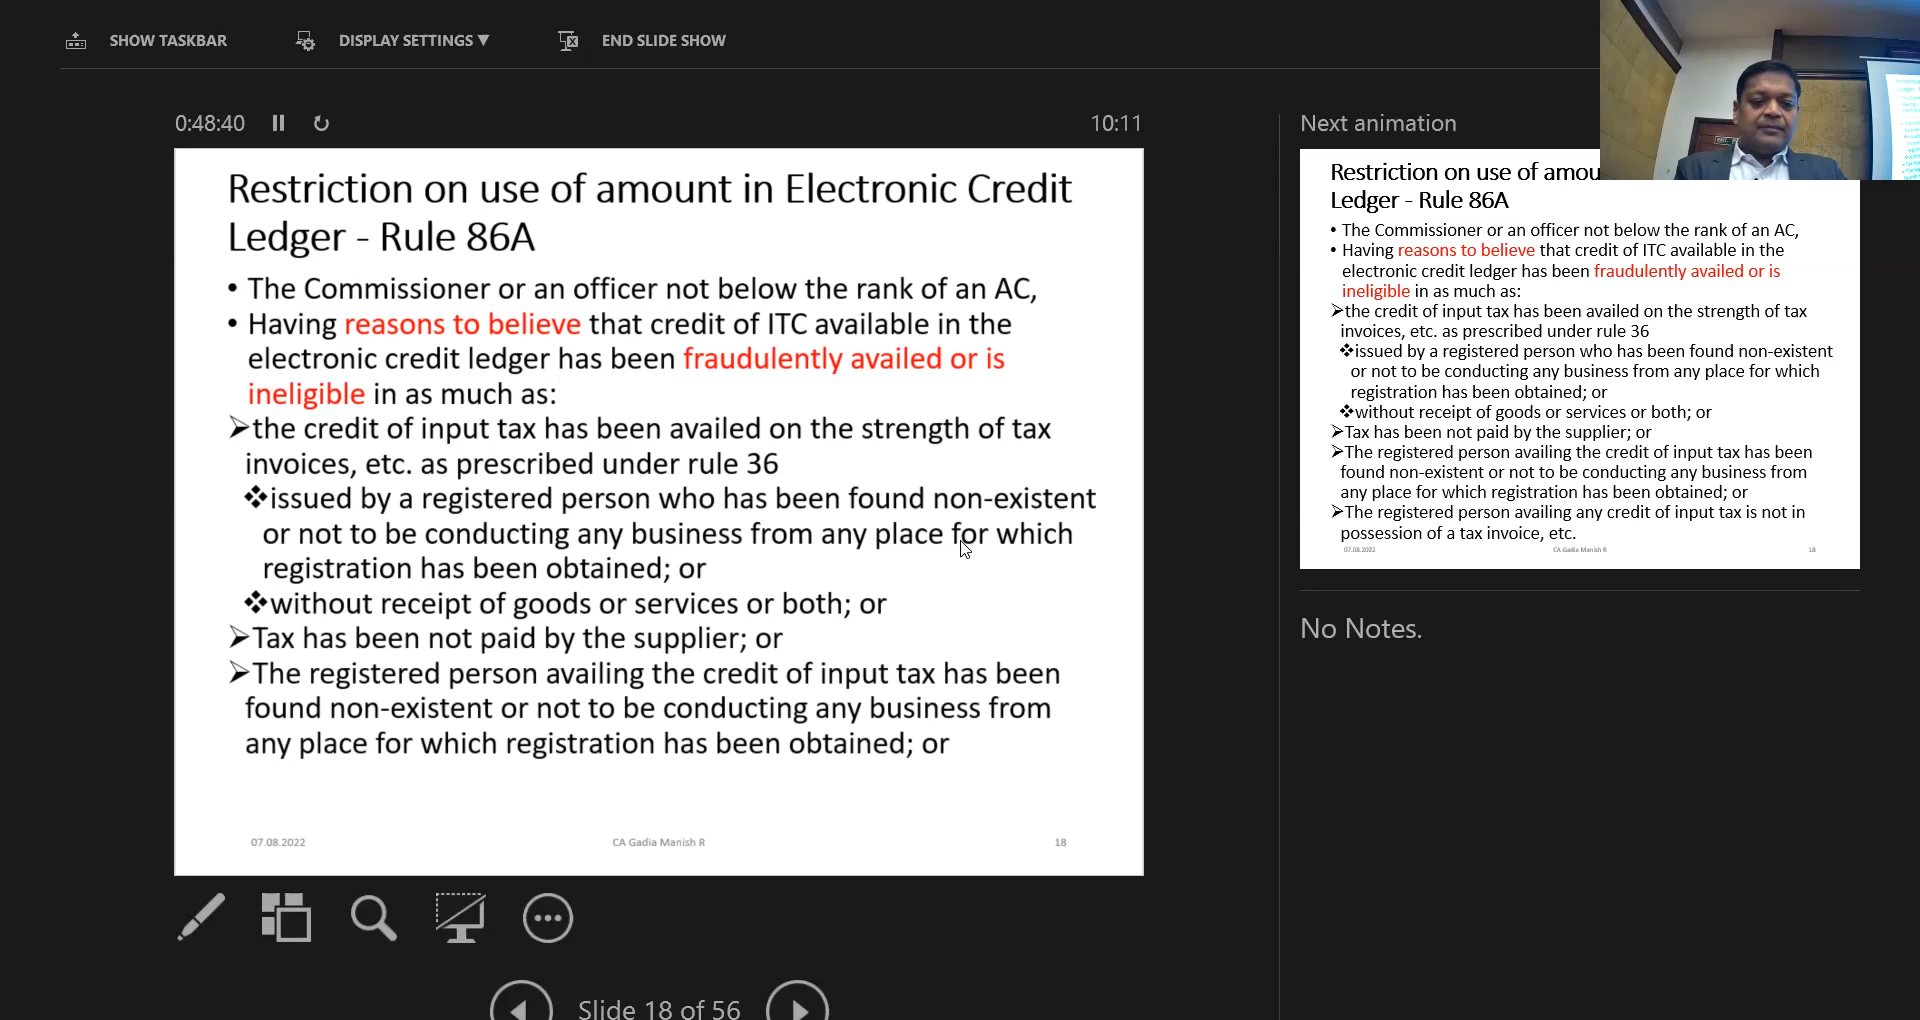 SHOW TASKBAR
DISPLAY SETTINGS ▼
END SLIDE SHOW
0:48:40
10:11
Restriction on use of amount in Electronic Credit
Ledger - Rule 86A
• The Commissioner or an officer not below the rank of an AC,
• Having reasons to believe that credit of ITC available in the
electronic credit ledger has been fraudulently availed or is
ineligible in as much as:
➢the credit of input tax has been availed on the strength of tax
invoices, etc. as prescribed under rule 36
❖issued by a registered person who has been found non-existent
or not to be conducting any business from any place for which
registration has been obtained; or
❖without receipt of goods or services or both; or
➢Tax has been not paid by the supplier; or
➢The registered person availing the credit of input tax has been
found non-existent or not to be conducting any business from
any place for which registration has been obtained; or
07.08.2022
CA Gadia Manish R
18
Slide 18 of 56
Next animation
Restriction on use of amou
Ledger - Rule 86A
• The Commissioner or an officer not below the rank of an AC,
• Having reasons to believe that credit of ITC available in the
electronic credit ledger has been fraudulently availed or is
ineligible in as much as:
➢the credit of input tax has been availed on the strength of tax
invoices, etc. as prescribed under rule 36
❖issued by a registered person who has been found non-existent
or not to be conducting any business from any place for which
registration has been obtained; or
❖without receipt of goods or services or both; or
➢Tax has been not paid by the supplier; or
➢The registered person availing the credit of input tax has been
found non-existent or not to be conducting any business from
any place for which registration has been obtained; or
➢The registered person availing any credit of input tax is not in
possession of a tax invoice, etc.
07.08.2022
CA Gadia Manish R
18
No Notes.